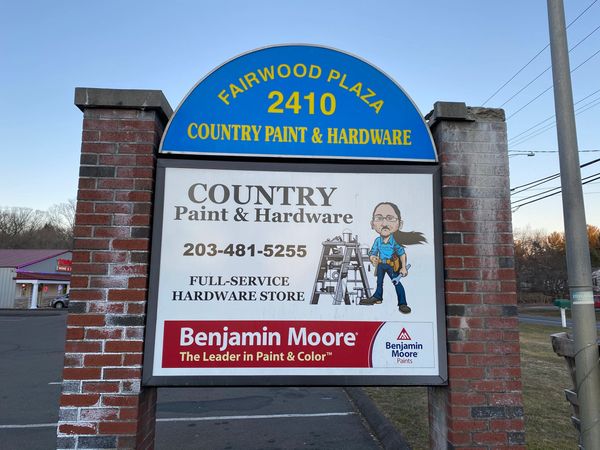 FAIRWOOD PLAZA
2410
COUNTRY PAINT & HARDWARE
COUNTRY
Paint & Hardware
203-481-5255
FULL-SERVICE
HARDWARE STORE
Benjamin Moore®
The Leader in Paint & Color™
Benjamin
Moore®
Paints